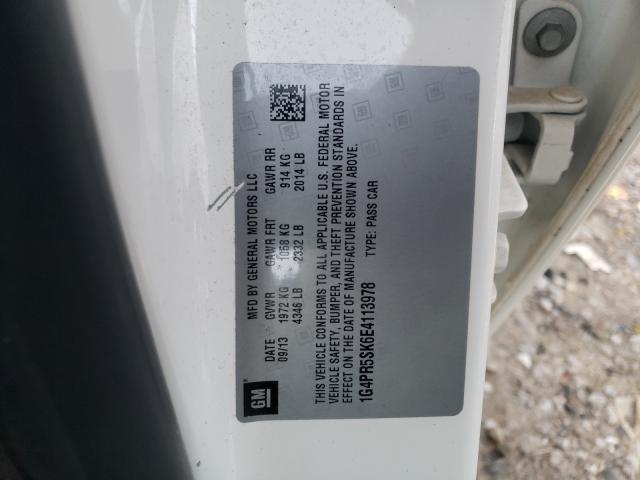 GM
MFD BY GENERAL MOTORS LLC
DATE GVWR GAWR FRT GAWR RR
09/13 1972 KG 1058 KG 914 KG
4346 LB 2332 LB 2014 LB
THIS VEHICLE CONFORMS TO ALL APPLICABLE U.S. FEDERAL MOTOR
VEHICLE SAFETY, BUMPER, AND THEFT PREVENTION STANDARDS IN
EFFECT ON THE DATE OF MANUFACTURE SHOWN ABOVE.
1G4PR5SK6E4113978 TYPE: PASS CAR